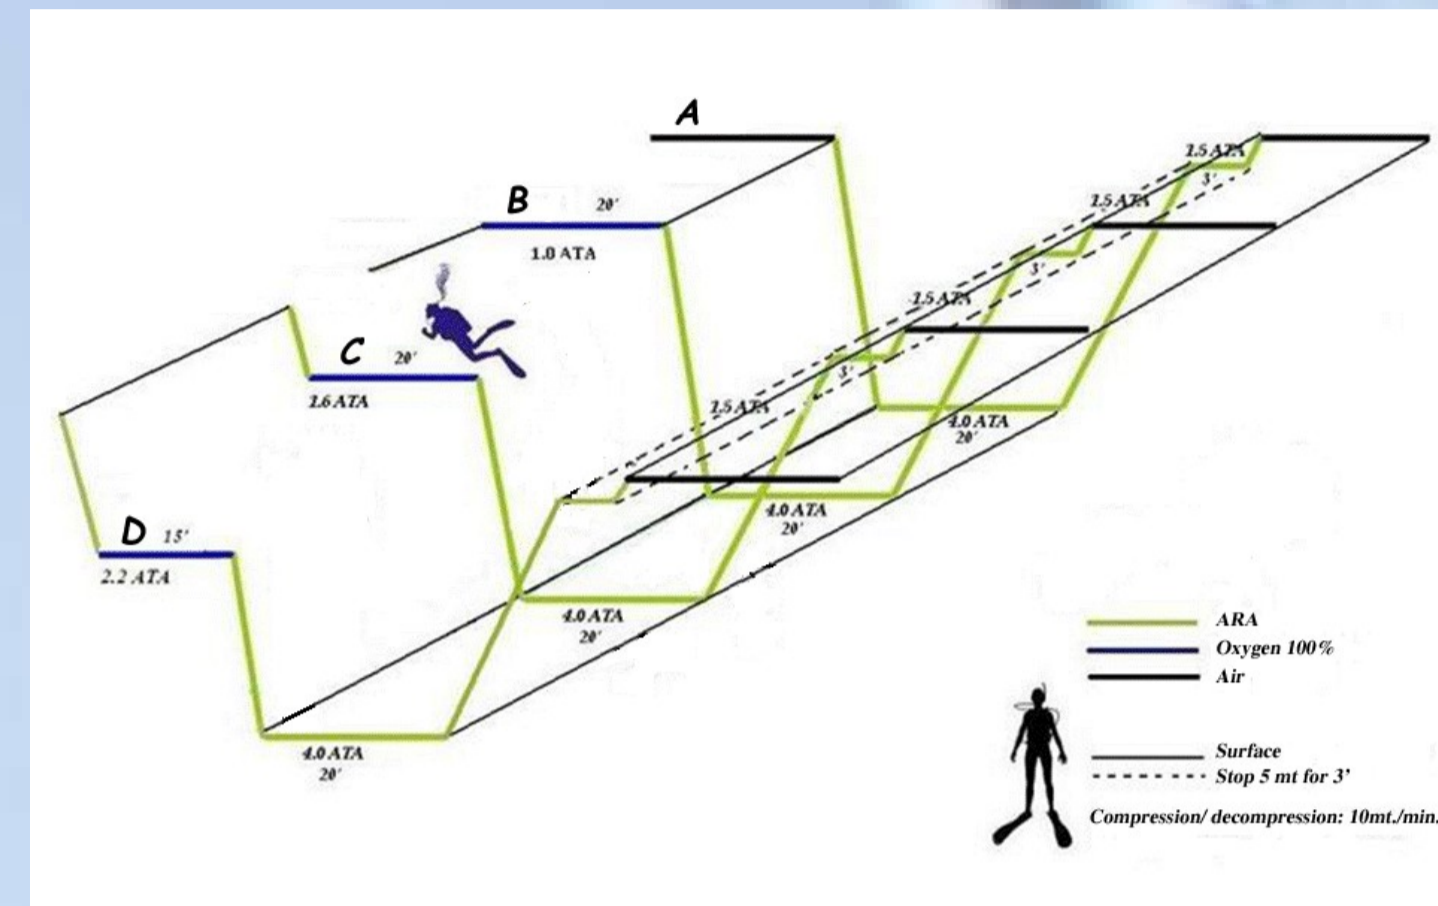 A
B 20'
1.0 ATA
C 20'
1.6 ATA
D 15'
2.2 ATA
1.5 ATA
3'
1.5 ATA
3'
1.5 ATA
3'
1.5 ATA
4.0 ATA
20'
4.0 ATA
20'
4.0 ATA
20'
4.0 ATA
20'
ARA
Oxygen 100%
Air
Surface
Stop 5 mt for 3'
Compression/ decompression: 10mt./min.